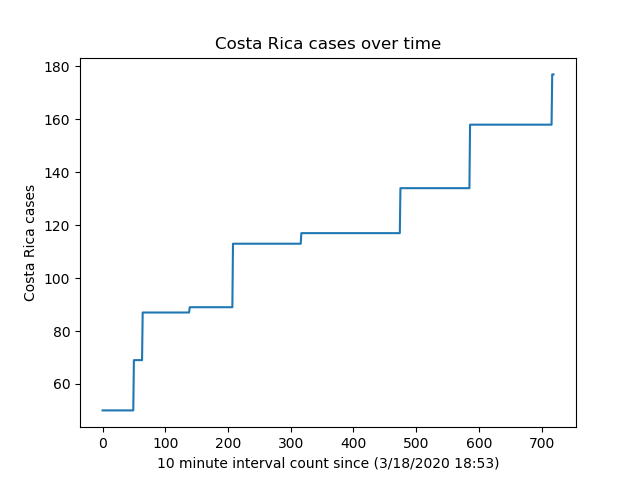 Costa Rica cases over time
180
160
140
120
100
80
60
Costa Rica cases
0 100 200 300 400 500 600 700
10 minute interval count since (3/18/2020 18:53)